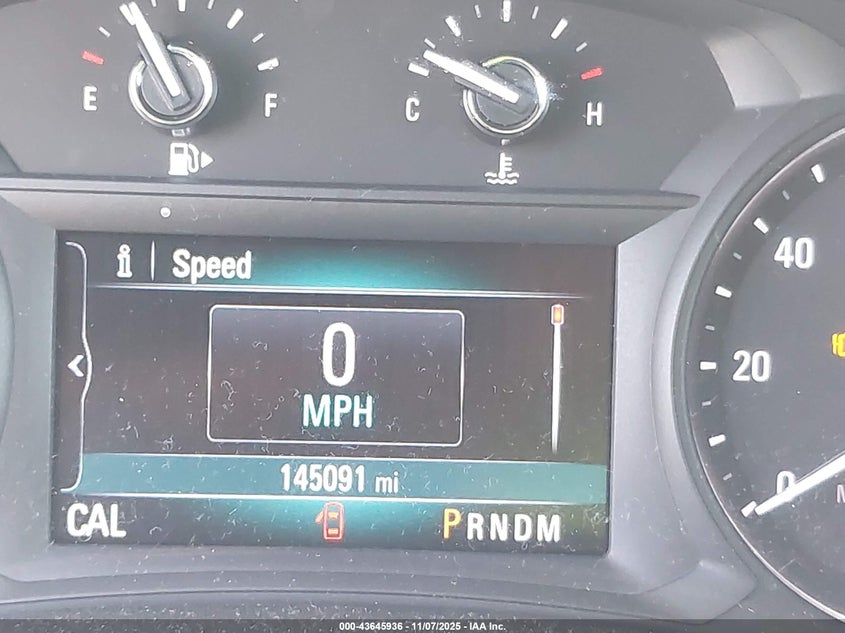 E F
C H
i | Speed
0
MPH
145091 mi
CAL
PRNDM
40
20
0
000-43645936 - 11/07/2025 - IAA Inc.